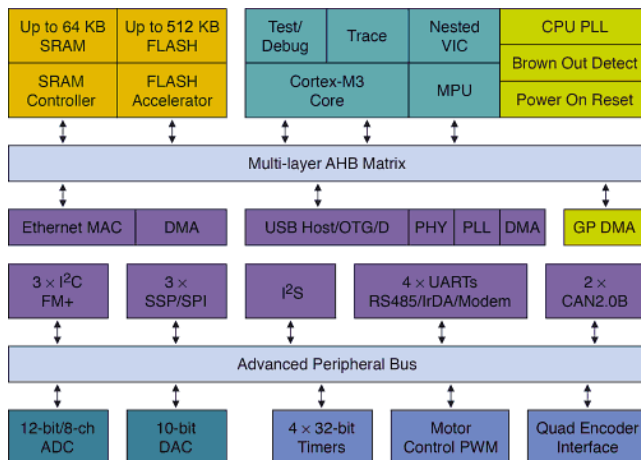 Up to 64 KB
SRAM
Up to 512 KB
FLASH
Test/
Debug
Trace
Nested
VIC
CPU PLL
Brown Out Detect
SRAM
Controller
FLASH
Accelerator
Cortex-M3
Core
MPU
Power On Reset
Multi-layer AHB Matrix
Ethernet MAC
DMA
USB Host/OTG/D
PHY
PLL
DMA
GP DMA
3 × I²C
FM+
3 ×
SSP/SPI
I²S
4 × UARTs
RS485/IrDA/Modem
2 ×
CAN2.0B
Advanced Peripheral Bus
12-bit/8-ch
ADC
10-bit
DAC
4 × 32-bit
Timers
Motor
Control PWM
Quad Encoder
Interface